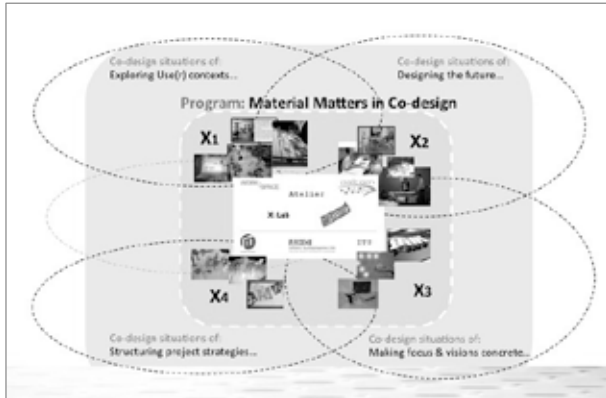 Co-design situations of:
Exploring Use(r) contexts...
Co-design situations of:
Designing the future...
Program: Material Matters in Co-design
X1
X2
Atelier
X-Lab
X4
X3
Co-design situations of:
Structuring project strategies...
Co-design situations of:
Making focus & visions concrete...